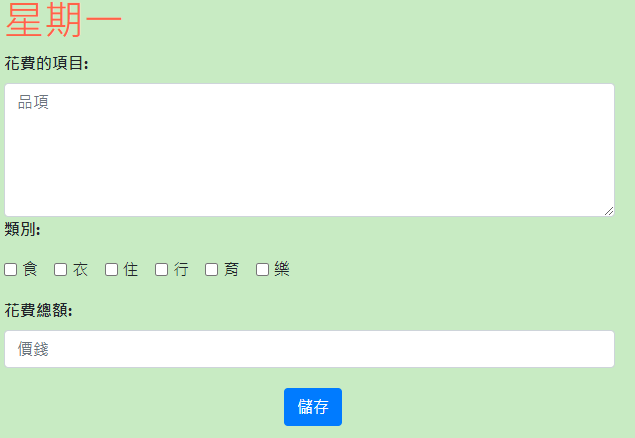 星期一
花費的項目:
品項
類別:
食 衣 住 行 育 樂
花費總額:
價錢
儲存